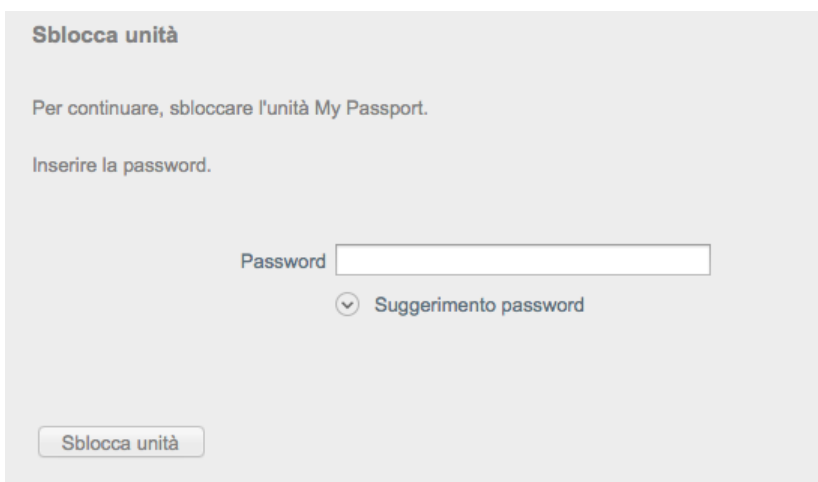 Sblocca unità
Per continuare, sbloccare l'unità My Passport.
Inserire la password.
Password
Suggerimento password
Sblocca unità